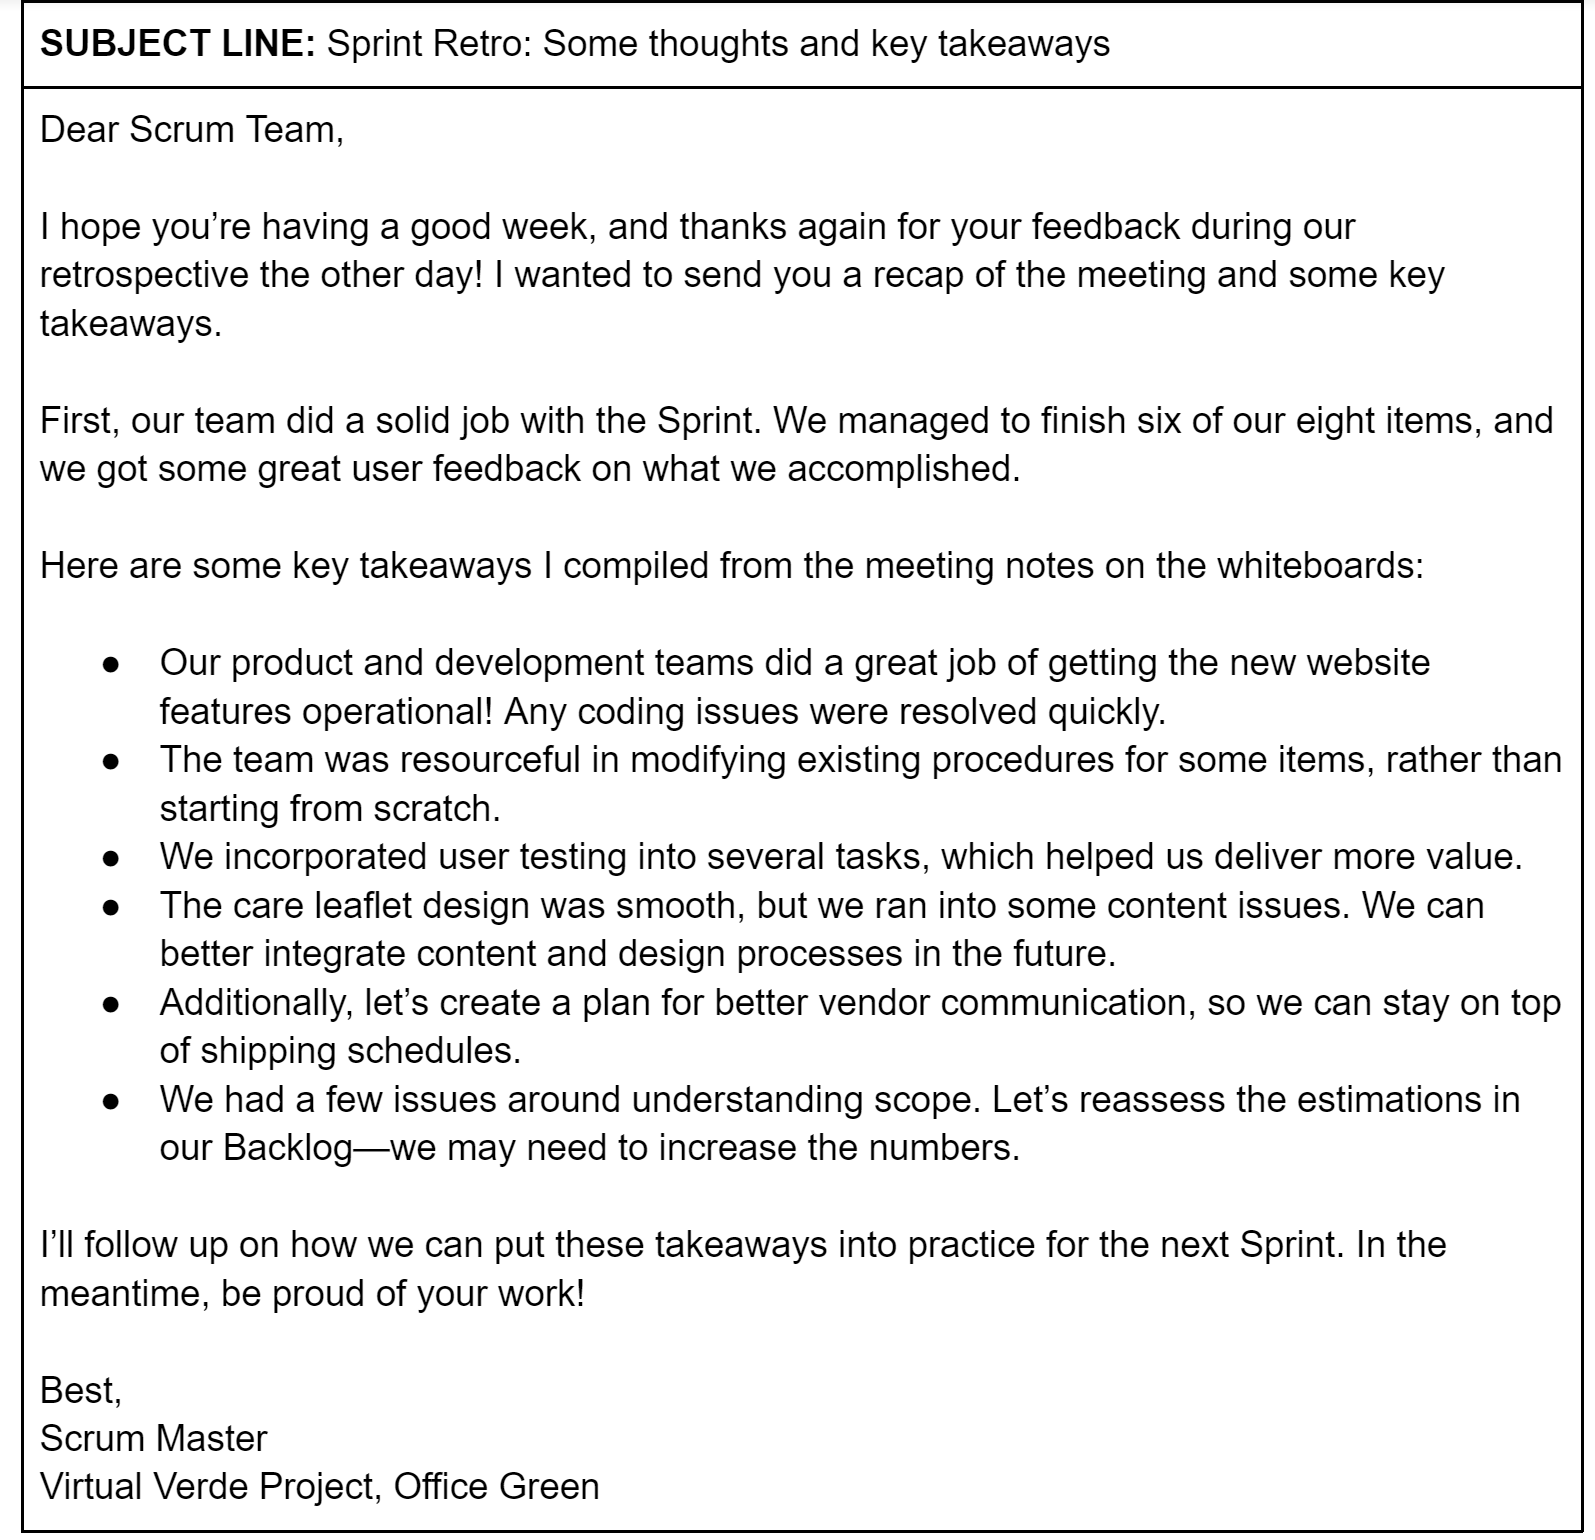 SUBJECT LINE: Sprint Retro: Some thoughts and key takeaways
Dear Scrum Team,
I hope you’re having a good week, and thanks again for your feedback during our
retrospective the other day! I wanted to send you a recap of the meeting and some key
takeaways.
First, our team did a solid job with the Sprint. We managed to finish six of our eight items, and
we got some great user feedback on what we accomplished.
Here are some key takeaways I compiled from the meeting notes on the whiteboards:
● Our product and development teams did a great job of getting the new website
features operational! Any coding issues were resolved quickly.
● The team was resourceful in modifying existing procedures for some items, rather than
starting from scratch.
● We incorporated user testing into several tasks, which helped us deliver more value.
● The care leaflet design was smooth, but we ran into some content issues. We can
better integrate content and design processes in the future.
● Additionally, let’s create a plan for better vendor communication, so we can stay on top
of shipping schedules.
● We had a few issues around understanding scope. Let’s reassess the estimations in
our Backlog—we may need to increase the numbers.
I’ll follow up on how we can put these takeaways into practice for the next Sprint. In the
meantime, be proud of your work!
Best,
Scrum Master
Virtual Verde Project, Office Green